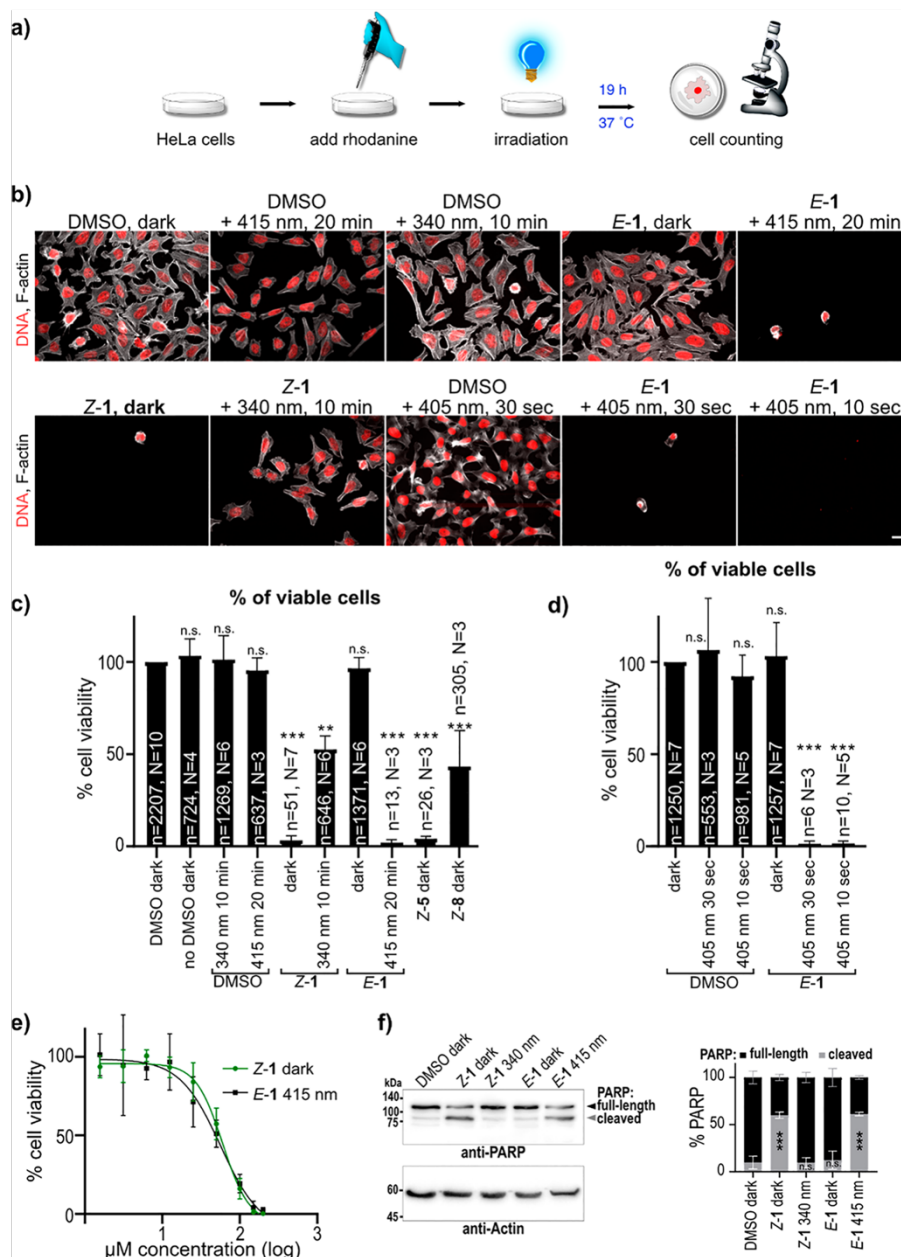 a)
19 h
37 °C
HeLa cells
add rhodanine
irradiation
cell counting
b)
DMSO, dark
DMSO
+ 415 nm, 20 min
DMSO
+ 340 nm, 10 min
E-1, dark
E-1
+ 415 nm, 20 min
DNA, F-actin
Z-1, dark
Z-1
+ 340 nm, 10 min
DMSO
+ 405 nm, 30 sec
E-1
+ 405 nm, 30 sec
E-1
+ 405 nm, 10 sec
DNA, F-actin
c)
% of viable cells
% cell viability
100
50
0
n=2207, N=10
n.s.
n=724, N=4
n.s.
n=1269, N=6
n.s.
n=637, N=3
***
n=51, N=7
**
n=646, N=6
n.s.
n=1371, N=6
***
n=13, N=3
***
n=26, N=3
***
n=305, N=3
DMSO dark
no DMSO dark
340 nm 10 min
415 nm 20 min
dark
340 nm 10 min
dark
415 nm 20 min
Z-5 dark
Z-8 dark
DMSO
Z-1
E-1
d)
% of viable cells
% cell viability
100
50
0
n=1250, N=7
n.s.
n=553, N=3
n.s.
n=981, N=5
n.s.
n=1257, N=7
***
n=6 N=3
***
n=10, N=5
dark
405 nm 30 sec
405 nm 10 sec
dark
405 nm 30 sec
405 nm 10 sec
DMSO
E-1
e)
% cell viability
100
50
0
1
2
3
µM concentration (log)
Z-1 dark
E-1 415 nm
f)
DMSO dark
Z-1 dark
Z-1 340 nm
E-1 dark
E-1 415 nm
kDa
140
100
75
PARP:
full-length
cleaved
anti-PARP
60
45
anti-Actin
PARP: full-length cleaved
% PARP
100
80
60
40
20
0
***
n.s.
n.s.
***
DMSO dark
Z-1 dark
Z-1 340 nm
E-1 dark
E-1 415 nm